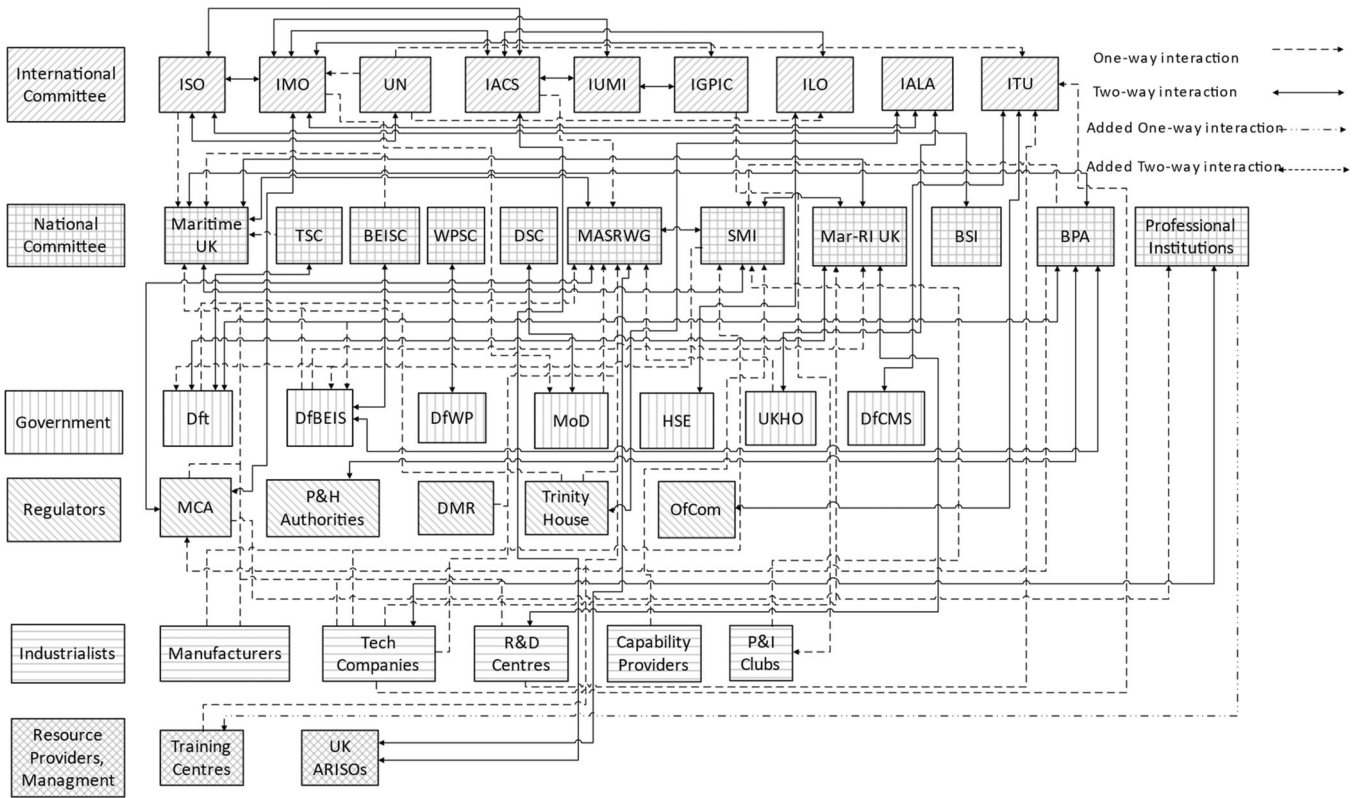 International
Committee
ISO
IMO
UN
IACS
IUMI
IGPIC
ILO
IALA
ITU
One-way interaction
Two-way interaction
Added One-way interaction
Added Two-way interaction
National
Committee
Maritime
UK
TSC
BEISC
WPSC
DSC
MASRWG
SMI
Mar-RI UK
BSI
BPA
Professional
Institutions
Government
Dft
DfBEIS
DfWP
MoD
HSE
UKHO
DfCMS
Regulators
MCA
P&H
Authorities
DMR
Trinity
House
OfCom
Industrialists
Manufacturers
Tech
Companies
R&D
Centres
Capability
Providers
P&I
Clubs
Resource
Providers,
Managment
Training
Centres
UK
ARISOs